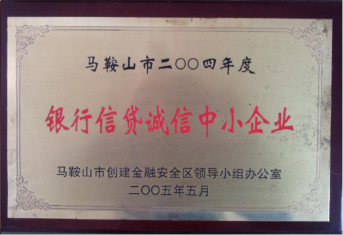 马鞍山市二〇〇四年度
银行信贷诚信中小企业
马鞍山市创建金融安全区领导小组办公室
二〇〇五年五月